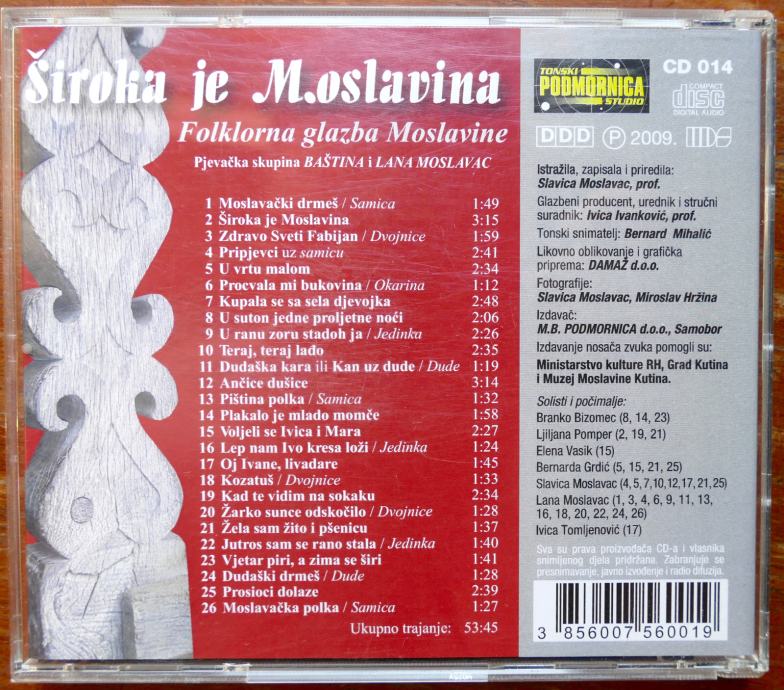 Široka je Moslavina
Folklorna glazba Moslavine
Pjevačka skupina BAŠTINA i LANA MOSLAVAC
1 Moslavački drmeš / Samica 1:49
2 Široka je Moslavina 3:15
3 Zdravo Sveti Fabijan / Dvojnice 1:59
4 Pripjevci uz samicu 2:41
5 U vrtu malom 2:34
6 Procvala mi bukovina / Okarina 1:12
7 Kupala se sa sela djevojka 2:48
8 U suton jedne proljetne noći 2:06
9 U ranu zoru stadoh ja / Jedinka 2:26
10 Teraj, teraj lađo 2:35
11 Dudaška kara ili Kan uz dude / Dude 1:19
12 Ančice dušice 3:14
13 Piština polka / Samica 1:32
14 Plakalo je mlado momče 1:58
15 Voljeli se Ivica i Mara 2:27
16 Lep nam Ivo kresa loži / Jedinka 1:24
17 Oj Ivane, livadare 1:45
18 Kozatuš / Dvojnice 1:33
19 Kad te vidim na sokaku 2:34
20 Žarko sunce odskočilo / Dvojnice 1:28
21 Žela sam žito i pšenicu 1:37
22 Jutros sam se rano stala / Jedinka 1:40
23 Vjetar piri, a zima se širi 1:41
24 Dudaški drmeš / Dude 1:28
25 Prosioci dolaze 2:39
26 Moslavačka polka / Samica 1:27
Ukupno trajanje: 53:45
TONSKI
PODMORNICA
STUDIO
CD 014
COMPACT
disc
DIGITAL AUDIO
DDD Ⓟ 2009.
Istražila, zapisala i priredila:
Slavica Moslavac, prof.
Glazbeni producent, urednik i stručni
suradnik: Ivica Ivanković, prof.
Tonski snimatelj: Bernard Mihalić
Likovno oblikovanje i grafička
priprema: DAMAŽ d.o.o.
Fotografije:
Slavica Moslavac, Miroslav Hržina
Izdavač:
M.B. PODMORNICA d.o.o., Samobor
Izdavanje nosača zvuka pomogli su:
Ministarstvo kulture RH, Grad Kutina
i Muzej Moslavine Kutina.
Solisti i počimalje:
Branko Bizomec (8, 14, 23)
Ljiljana Pomper (2, 19, 21)
Elena Vasik (15)
Bernarda Grdić (5, 15, 21, 25)
Slavica Moslavac (4, 5, 7, 10, 12, 17, 21, 25)
Lana Moslavac (1, 3, 4, 6, 9, 11, 13,
16, 18, 20, 22, 24, 26)
Ivica Tomljenović (17)
Sva su prava proizvođača CD-a i vlasnika
snimljenog djela pridržana. Zabranjuje se
presnimavanje, javno izvođenje i radio difuzija.
3 856007 560019